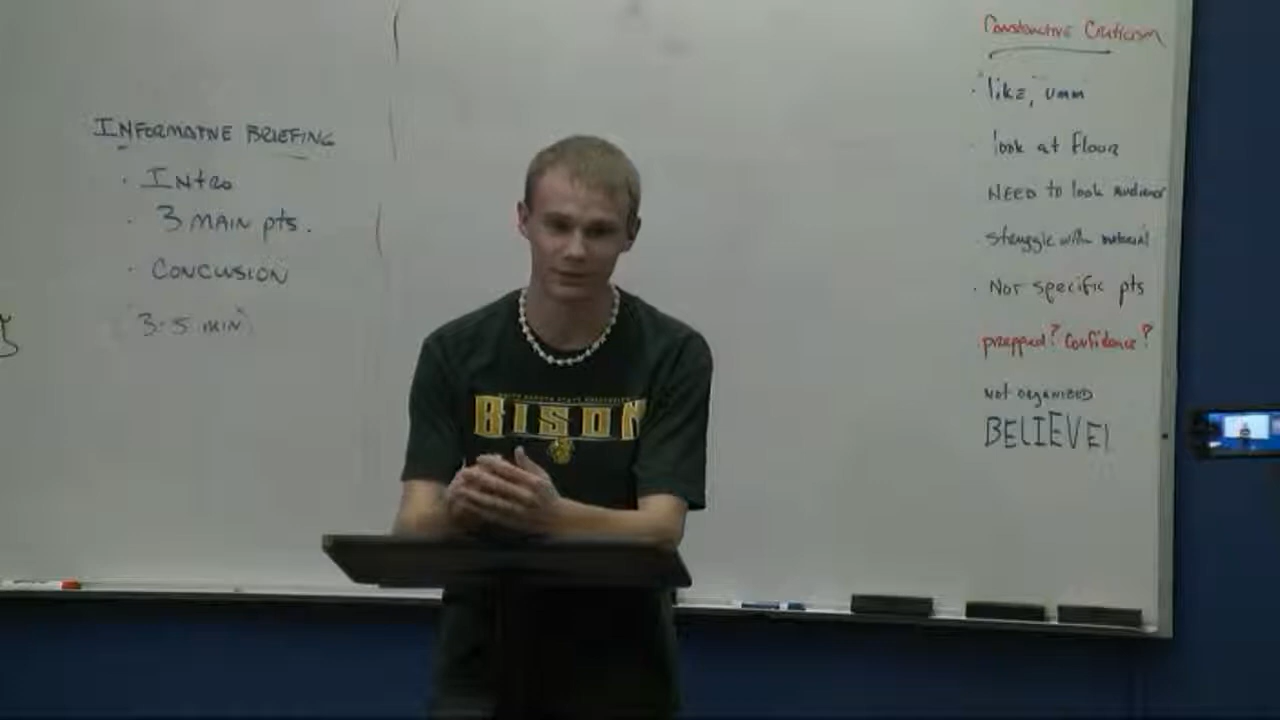 INFORMATIVE BRIEFING
· INtro
· 3 MAIN pts.
· CONCLUSION
"3-5 MIN"
BISON
Constructive Criticism
· "like, umm
· look at floor
NEED to look audience
struggle with material
· Not specific pts
prepped? Confidence?
Not organized
BELIEVE!